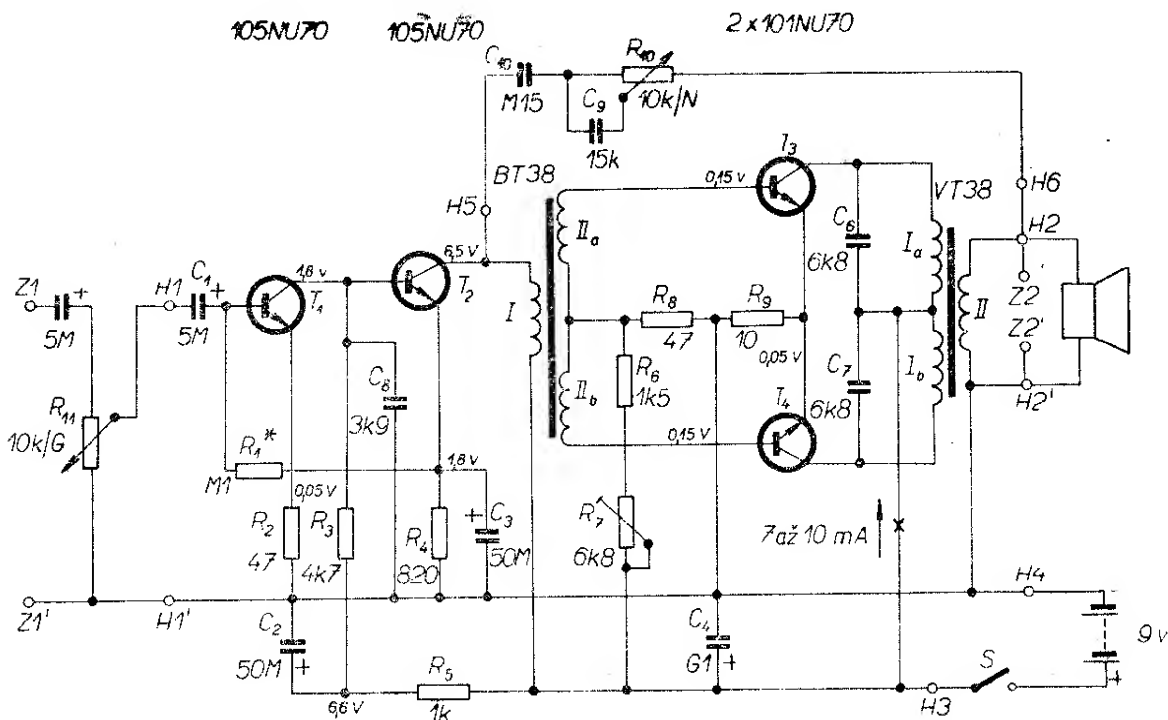 105NU70
105NU70
2 x 101NU70
C10
M15
R10
10k/N
C9
15k
BT38
H5
T3
0,15 V
VT38
H6
H2
Z1
5M
H1
C1
5M
1,8 V
T1
6,5 V
T2
I
IIa
IIb
R8
47
R9
10
0,05 V
C6
6k8
Ia
Ib
II
Z2
Z2'
H2'
C7
6k8
T4
0,15 V
R6
1k5
R11
10k/G
C8
3k9
R1*
M1
0,05 V
1,8 V
R2
47
R3
4k7
R4
820
C3
50M
R7
6k8
7až 10 mA
Z1'
H1'
C2
50M
6,6 V
R5
1k
C4
G1
H4
9 V
S
H3